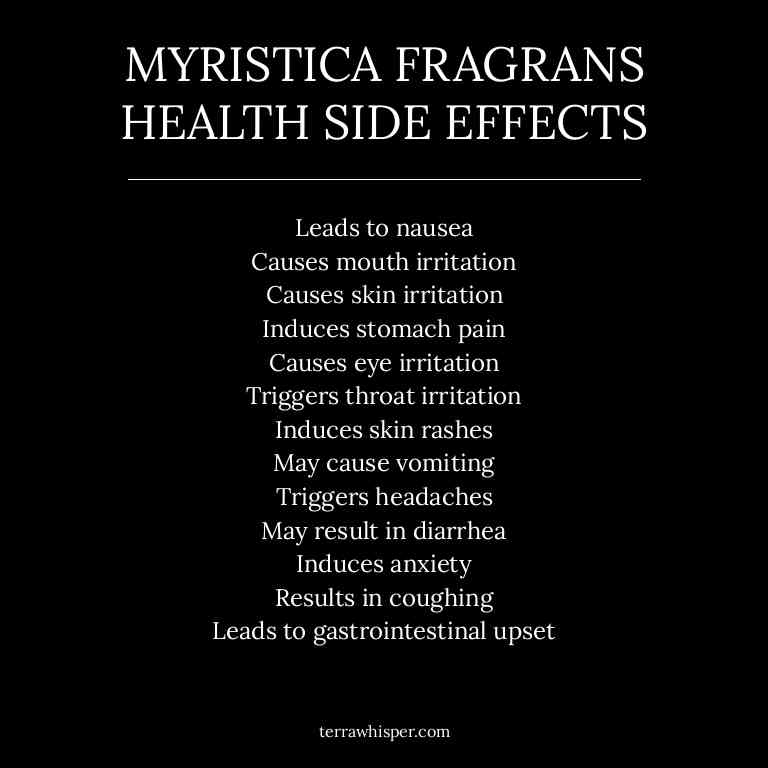 MYRISTICA FRAGRANS
HEALTH SIDE EFFECTS
Leads to nausea
Causes mouth irritation
Causes skin irritation
Induces stomach pain
Causes eye irritation
Triggers throat irritation
Induces skin rashes
May cause vomiting
Triggers headaches
May result in diarrhea
Induces anxiety
Results in coughing
Leads to gastrointestinal upset
terrawhisper.com